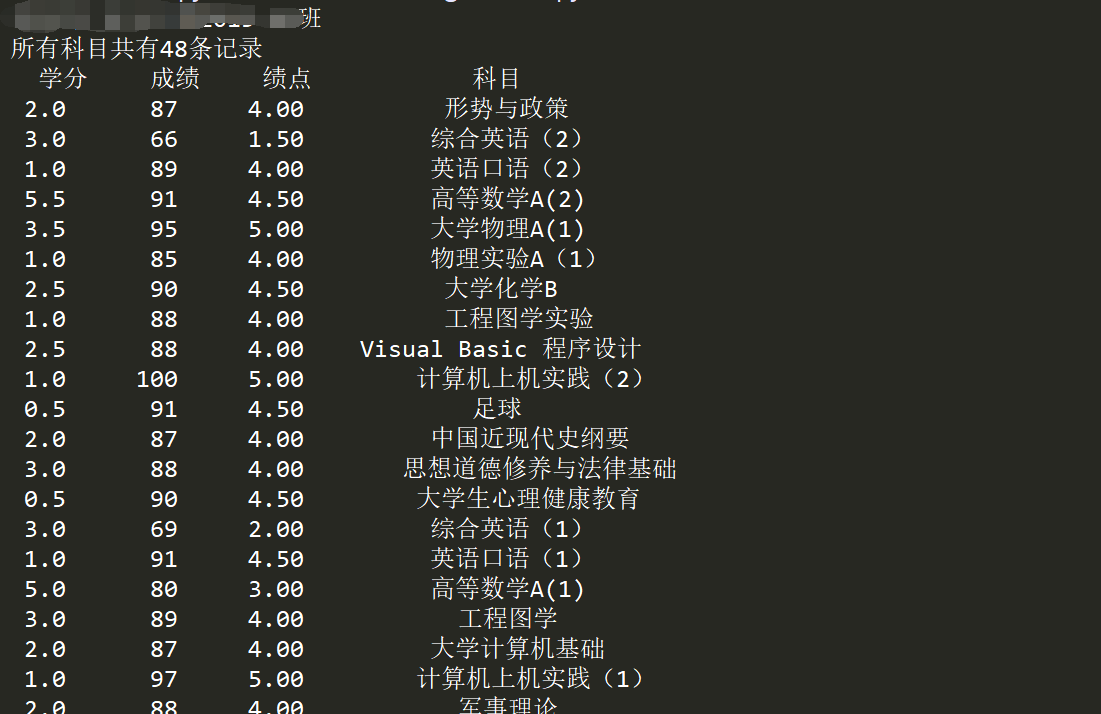 班
所有科目共有48条记录
学分 成绩 绩点 科目
2.0 87 4.00 形势与政策
3.0 66 1.50 综合英语（2）
1.0 89 4.00 英语口语（2）
5.5 91 4.50 高等数学A(2)
3.5 95 5.00 大学物理A(1)
1.0 85 4.00 物理实验A（1）
2.5 90 4.50 大学化学B
1.0 88 4.00 工程图学实验
2.5 88 4.00 Visual Basic 程序设计
1.0 100 5.00 计算机上机实践（2）
0.5 91 4.50 足球
2.0 87 4.00 中国近现代史纲要
3.0 88 4.00 思想道德修养与法律基础
0.5 90 4.50 大学生心理健康教育
3.0 69 2.00 综合英语（1）
1.0 91 4.50 英语口语（1）
5.0 80 3.00 高等数学A(1)
3.0 89 4.00 工程图学
2.0 87 4.00 大学计算机基础
1.0 97 5.00 计算机上机实践（1）
2.0 88 4.00 军事理论